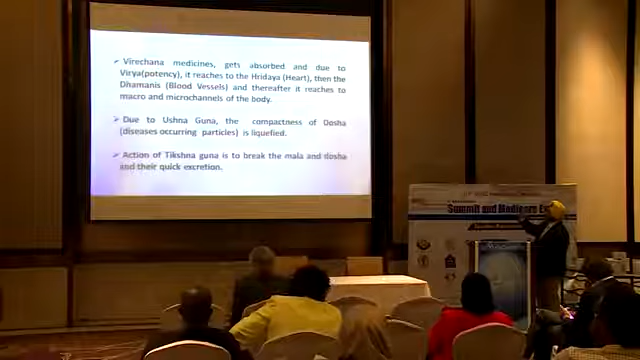 ➢ Virechana medicines, gets absorbed and due to
Virya(potency), it reaches to the Hridaya (Heart), then the
Dhamanis (Blood Vessels) and thereafter it reaches to
macro and microchannels of the body.
➢ Due to Ushna Guna, the compactness of Dosha
(diseases occurring particles) is liquefied.
➢ Action of Tikshna guna is to break the mala and dosha
and their quick excretion.
Summit and Medicare